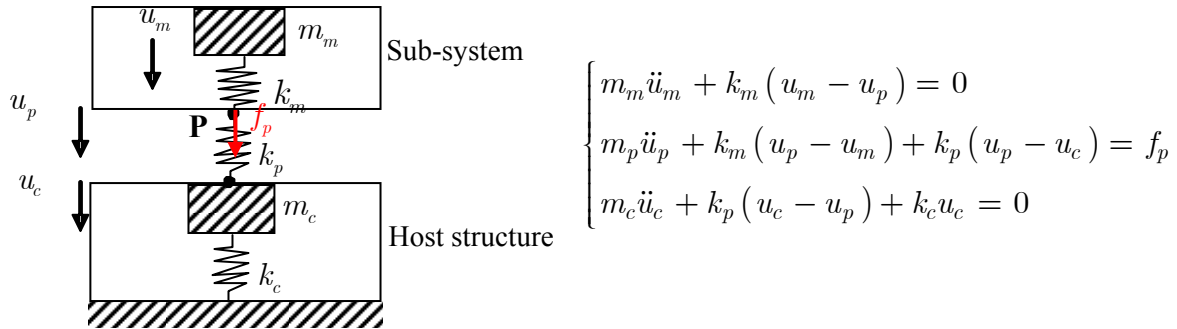 u_m
m_m
Sub-system
k_m
u_p
P
f_p
k_p
u_c
m_c
Host structure
k_c
m_m ü_m + k_m ( u_m − u_p ) = 0
m_p ü_p + k_m ( u_p − u_m ) + k_p ( u_p − u_c ) = f_p
m_c ü_c + k_p ( u_c − u_p ) + k_c u_c = 0